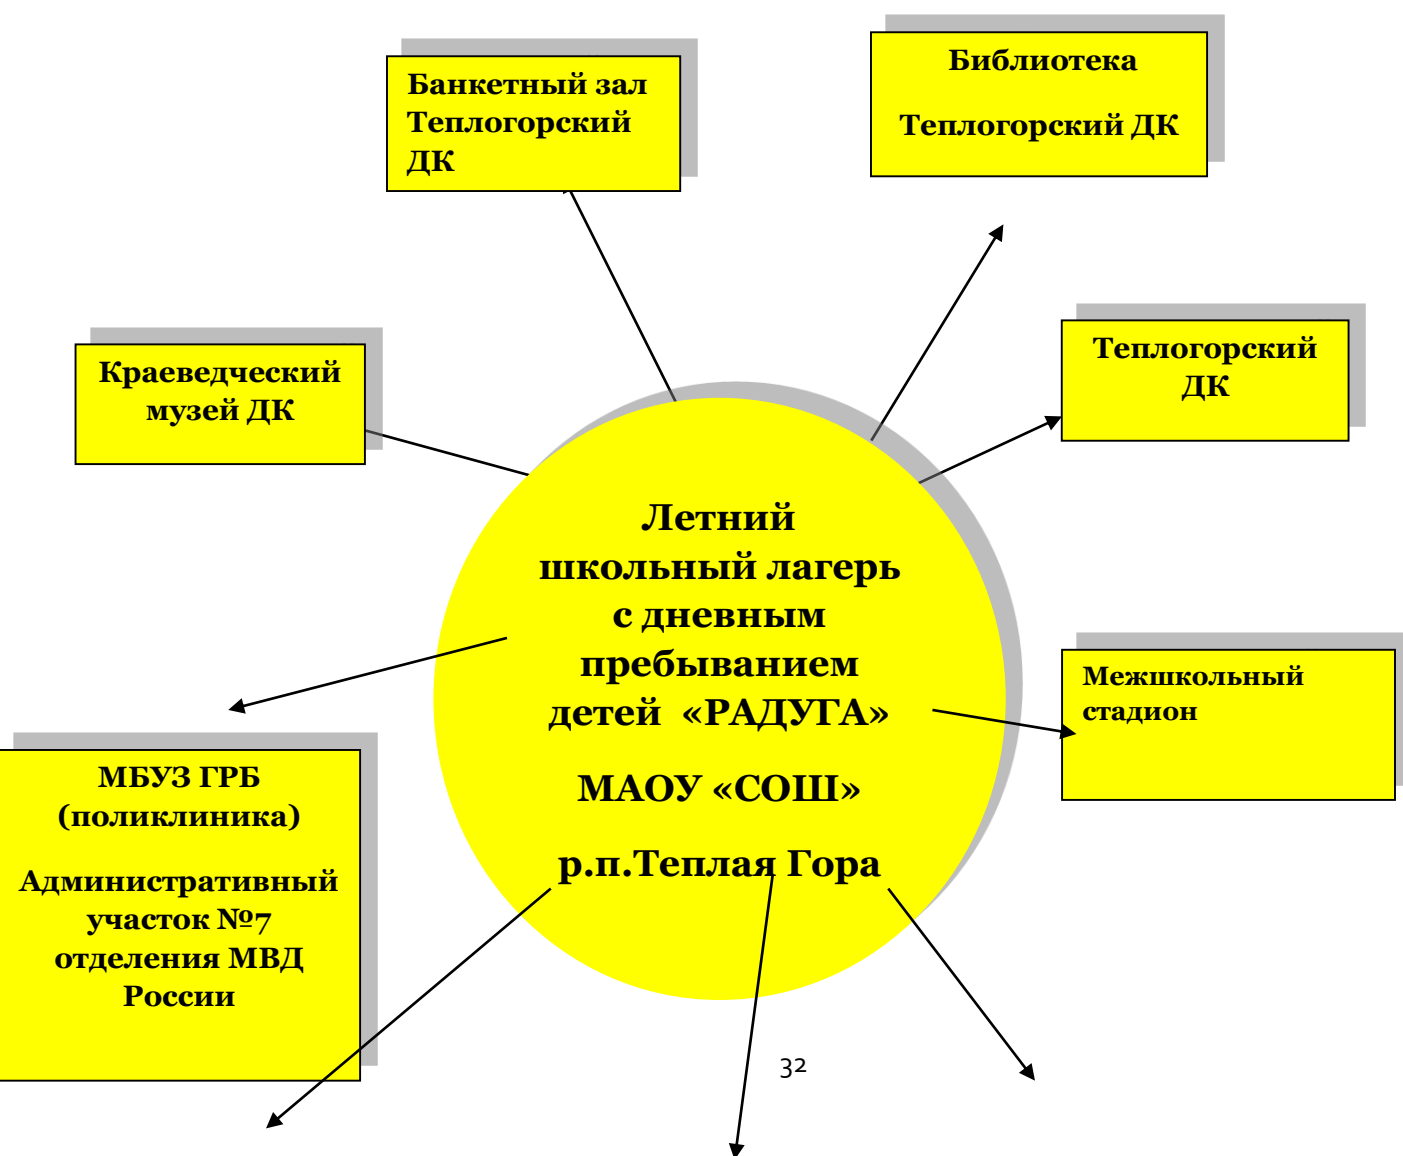 Банкетный зал
Теплогорский
ДК
Библиотека
Теплогорский ДК
Краеведческий
музей ДК
Теплогорский
ДК
Летний
школьный лагерь
с дневным
пребыванием
детей «РАДУГА»
МАОУ «СОШ»
р.п.Теплая Гора
Межшкольный
стадион
МБУЗ ГРБ
(поликлиника)
Административный
участок №7
отделения МВД
России
32